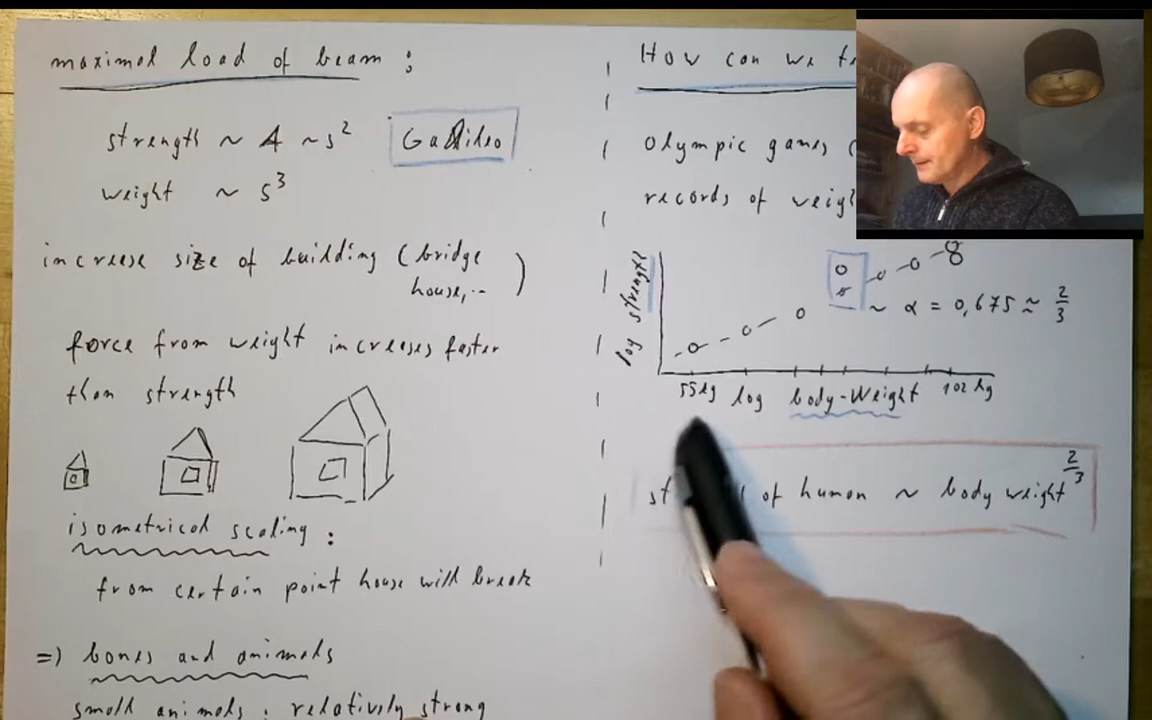 maximal load of beam :
strength ~ A ~ s²
Galileo
weight ~ s³
increese size of building ( bridge
house, .. )
force from weight increeses faster
than strength
isometrical scaling :
from certain point house will break
=) bones and animals
small animals : relatively strong
How can we
olympic games (
records of
log strength
~ α = 0,675 ≈ 2/3
55kg log body-Weight 102 kg
of human ~ body weight 2/3